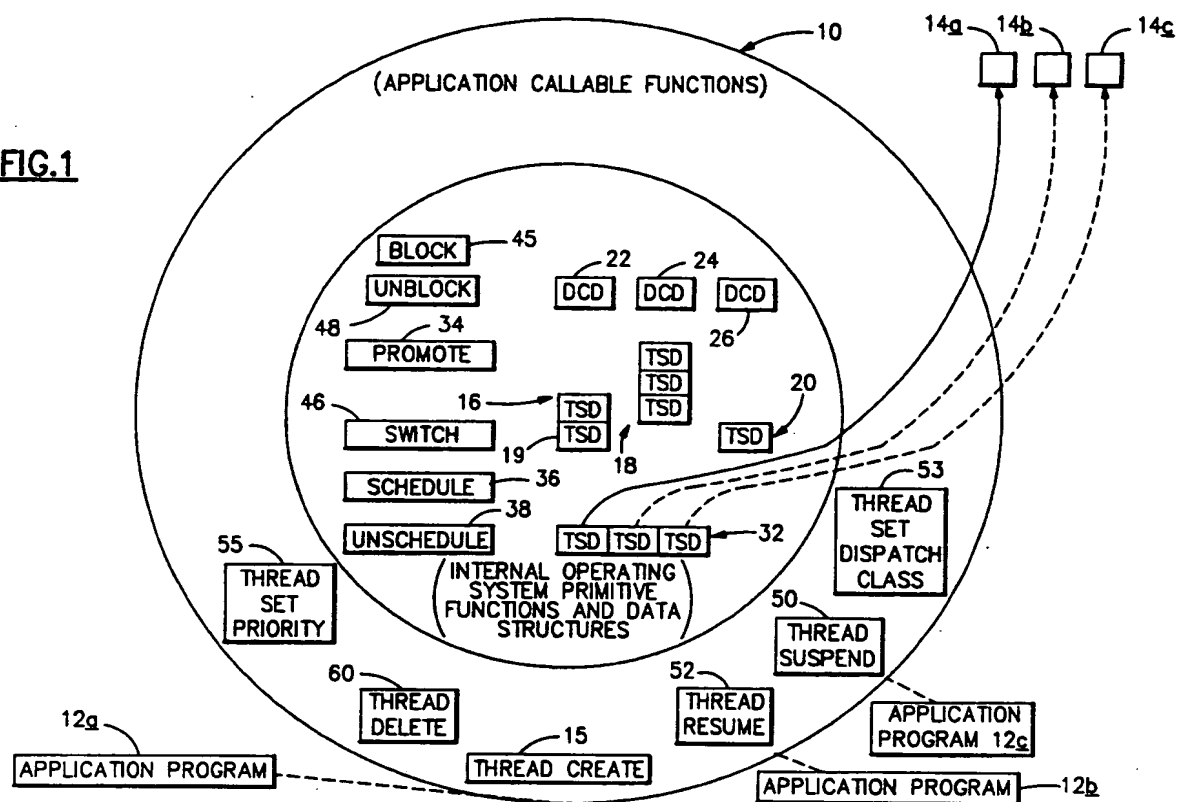 10
14a
14b
14c
(APPLICATION CALLABLE FUNCTIONS)
FIG.1
BLOCK
45
22
24
UNBLOCK
DCD
DCD
DCD
48
34
26
PROMOTE
TSD
TSD
TSD
46
16
TSD
20
SWITCH
19
TSD
18
TSD
SCHEDULE
36
53
38
THREAD
SET
DISPATCH
CLASS
UNSCHEDULE
TSD
TSD
TSD
32
55
THREAD
SET
PRIORITY
(INTERNAL OPERATING
SYSTEM PRIMITIVE
FUNCTIONS AND DATA
STRUCTURES)
50
THREAD
SUSPEND
60
THREAD
DELETE
52
THREAD
RESUME
12a
15
APPLICATION
PROGRAM 12c
APPLICATION PROGRAM
THREAD CREATE
APPLICATION PROGRAM
12b